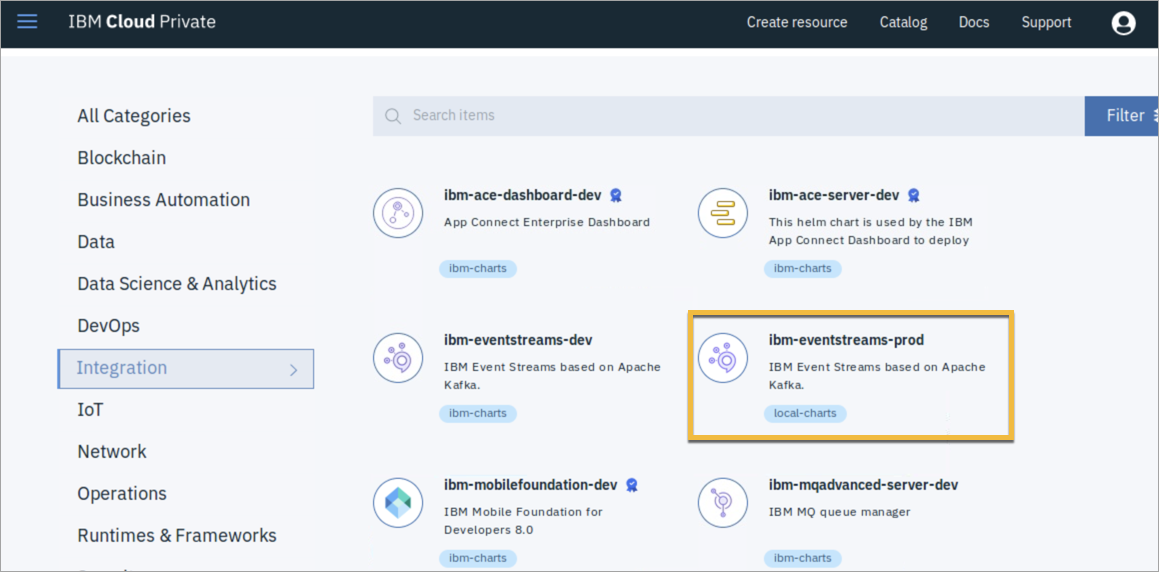 IBM Cloud Private
Create resource Catalog Docs Support
All Categories
Blockchain
Business Automation
Data
Data Science & Analytics
DevOps
Integration
IoT
Network
Operations
Runtimes & Frameworks
Search items
Filter
ibm-ace-dashboard-dev
App Connect Enterprise Dashboard
ibm-charts
ibm-ace-server-dev
This helm chart is used by the IBM
App Connect Dashboard to deploy
ibm-charts
ibm-eventstreams-dev
IBM Event Streams based on Apache
Kafka.
ibm-charts
ibm-eventstreams-prod
IBM Event Streams based on Apache
Kafka.
local-charts
ibm-mobilefoundation-dev
IBM Mobile Foundation for
Developers 8.0
ibm-charts
ibm-mqadvanced-server-dev
IBM MQ queue manager
ibm-charts